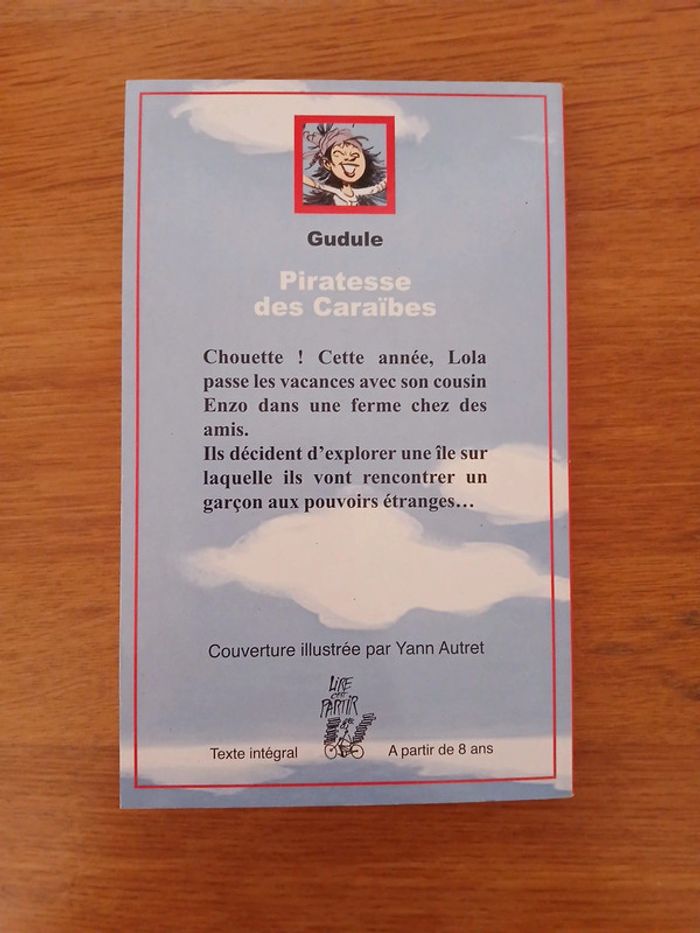 Gudule
Piratesse
des Caraïbes
Chouette ! Cette année, Lola
passe les vacances avec son cousin
Enzo dans une ferme chez des
amis.
Ils décident d’explorer une île sur
laquelle ils vont rencontrer un
garçon aux pouvoirs étranges…
Couverture illustrée par Yann Autret
LIRE
C'EST
PARTIR
Texte intégral
A partir de 8 ans